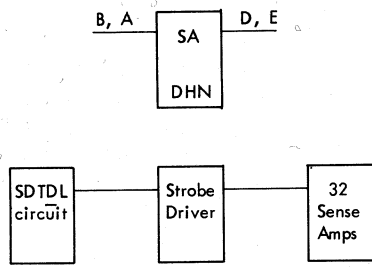 B, A
D, E
SA
DHN
SDTDL
circuit
Strobe
Driver
32
Sense
Amps